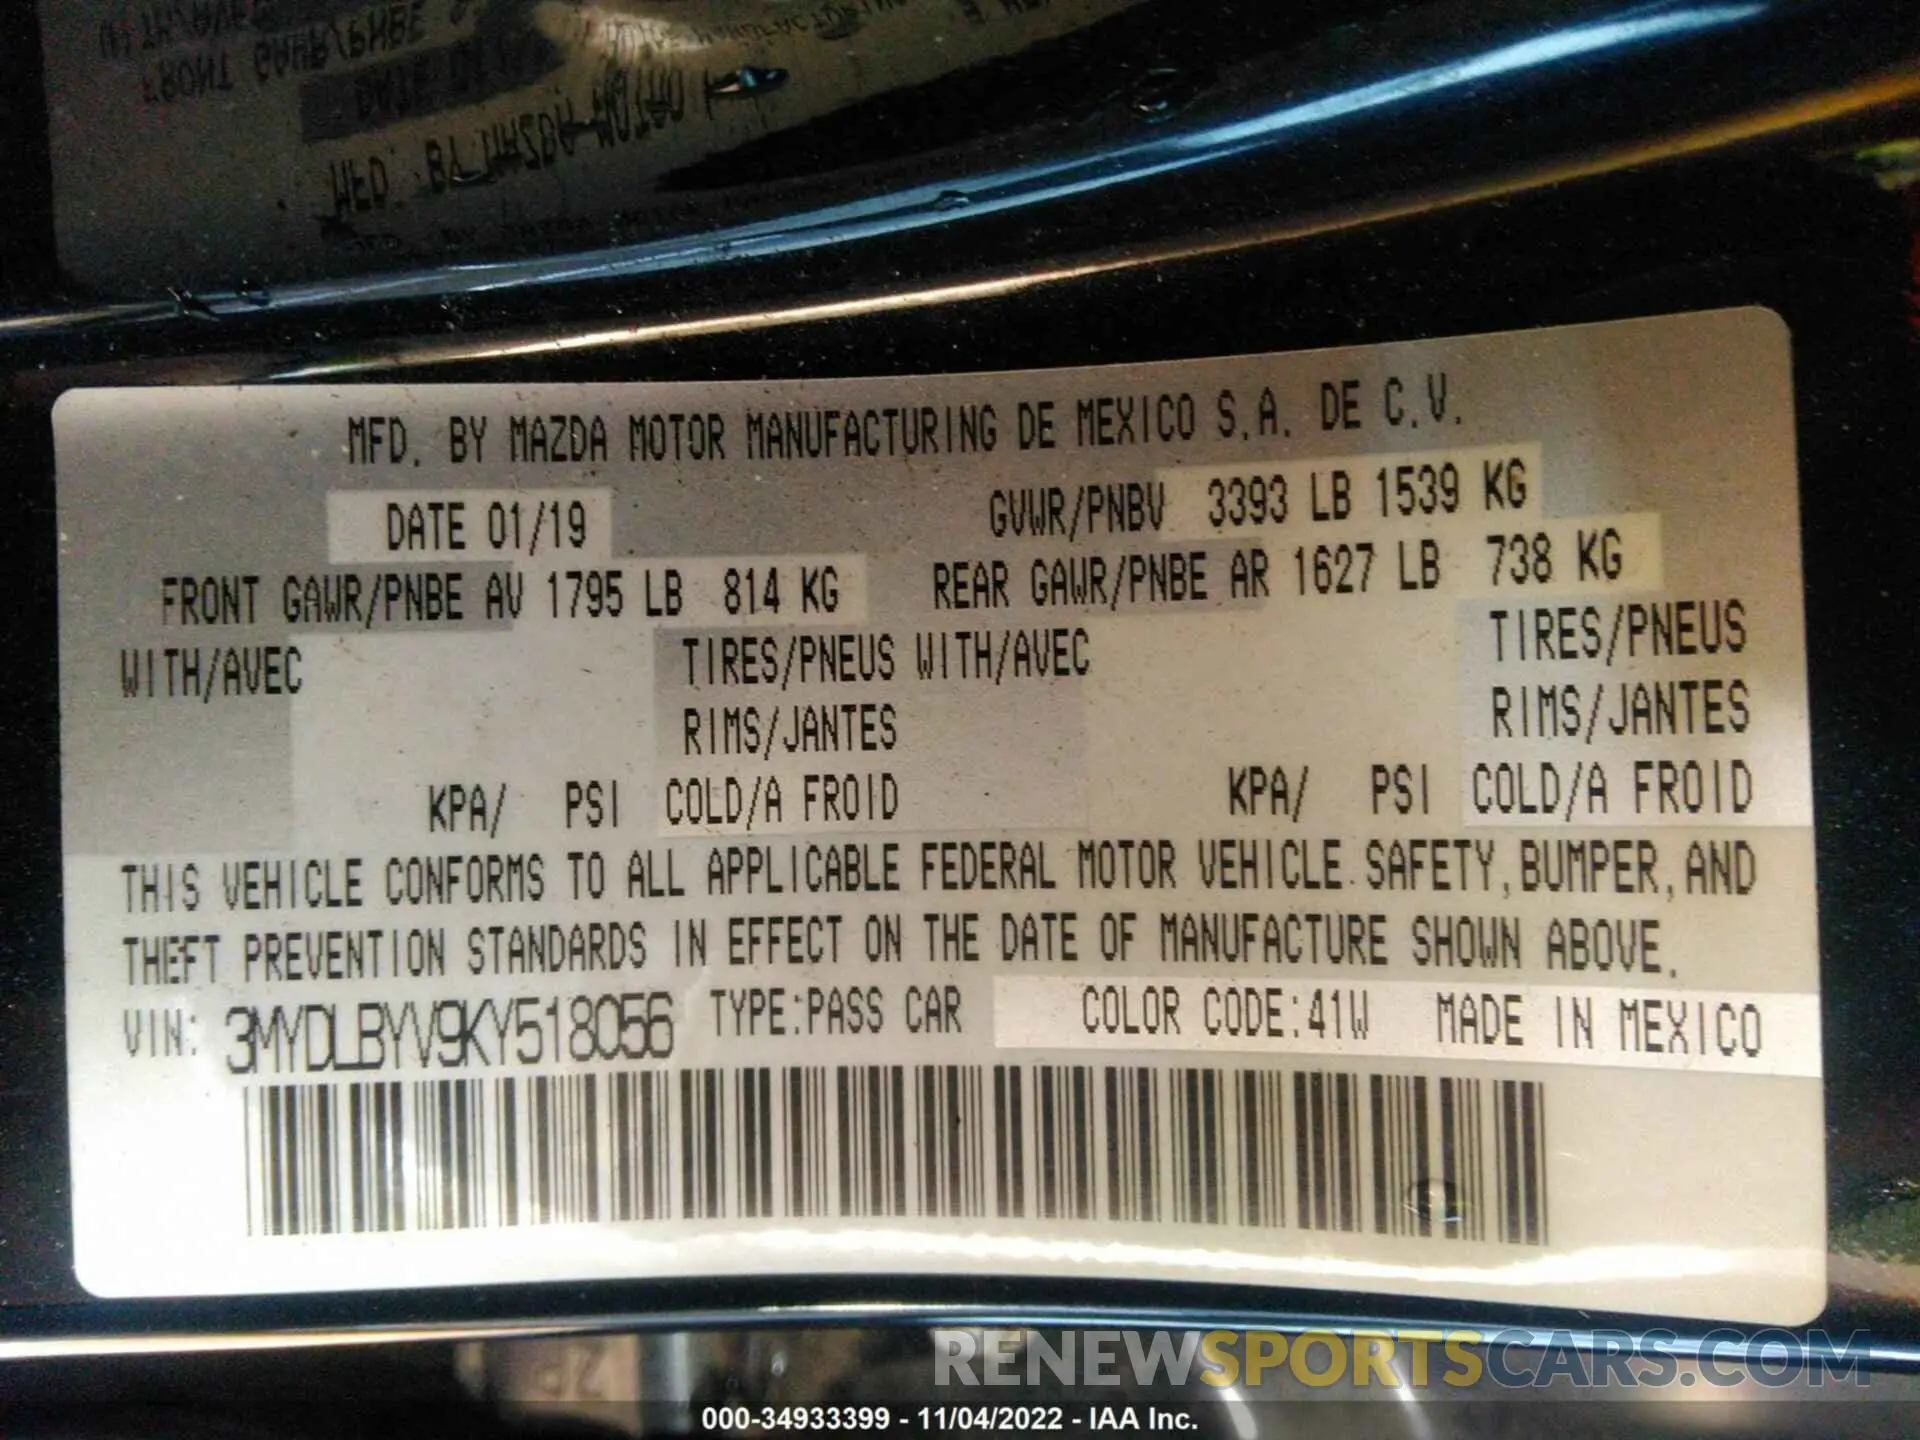 MFD. BY MAZDA MOTOR
MFD. BY MAZDA MOTOR MANUFACTURING DE MEXICO S.A. DE C.V.
DATE 01/19 GVWR/PNBV 3393 LB 1539 KG
FRONT GAWR/PNBE AV 1795 LB 814 KG REAR GAWR/PNBE AR 1627 LB 738 KG
WITH/AVEC TIRES/PNEUS WITH/AVEC TIRES/PNEUS
RIMS/JANTES RIMS/JANTES
KPA/ PSI COLD/A FROID KPA/ PSI COLD/A FROID
THIS VEHICLE CONFORMS TO ALL APPLICABLE FEDERAL MOTOR VEHICLE SAFETY, BUMPER, AND
THEFT PREVENTION STANDARDS IN EFFECT ON THE DATE OF MANUFACTURE SHOWN ABOVE.
VIN: 3MYDLBYV9KY518056 TYPE:PASS CAR COLOR CODE:41W MADE IN MEXICO
RENEWSPORTSCARS.COM
000-34933399 - 11/04/2022 - IAA Inc.